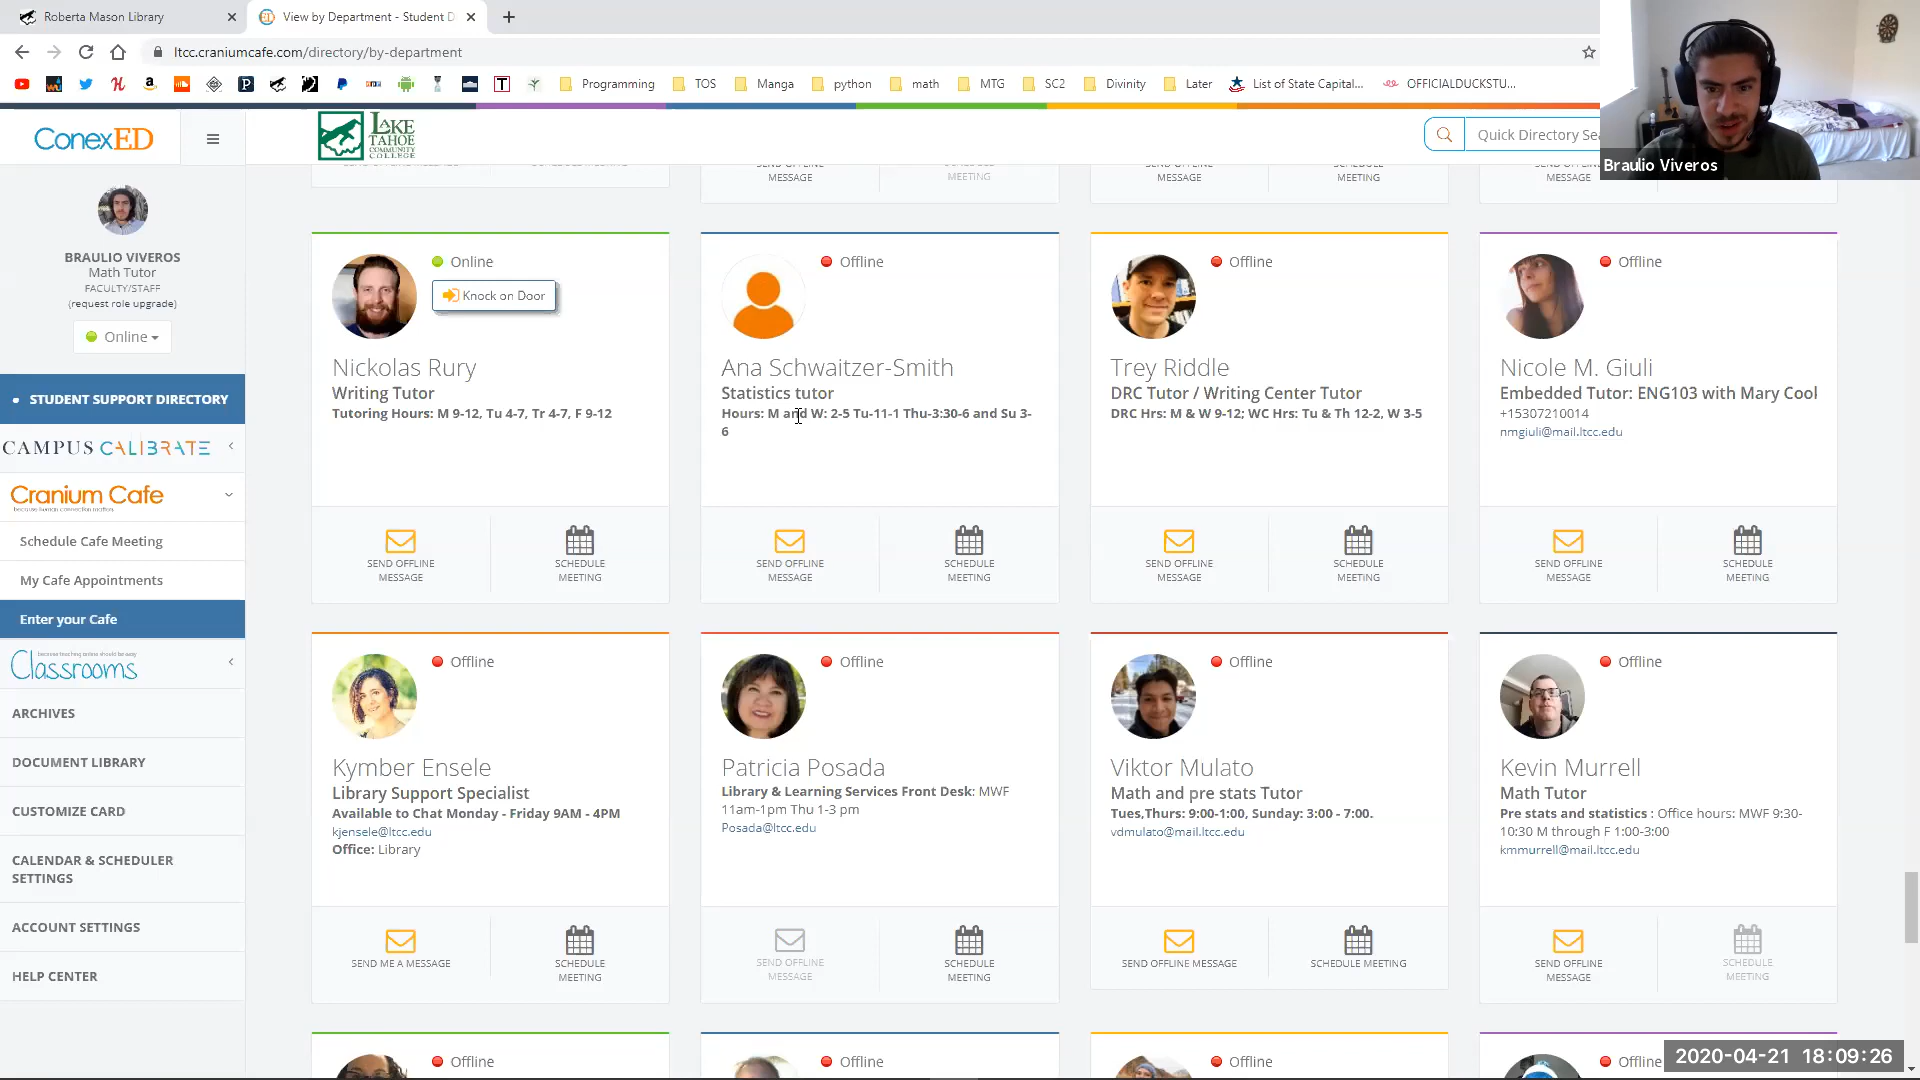 Roberta Mason Library
View by Department - Student D
ltcc.craniumcafe.com/directory/by-department
Programming
TOS
Manga
python
math
MTG
SC2
Divinity
Later
List of State Capital...
OFFICIALDUCKSTU...
ConexED
LAKE
TAHOE
COMMUNITY
COLLEGE
Quick Directory Sea
Braulio Viveros
BRAULIO VIVEROS
Math Tutor
FACULTY/STAFF
(request role upgrade)
Online
STUDENT SUPPORT DIRECTORY
CAMPUS CALIBRATE
Cranium Cafe
because human connection matters
Schedule Cafe Meeting
My Cafe Appointments
Enter your Cafe
because teaching online should be easy
Classrooms
ARCHIVES
DOCUMENT LIBRARY
CUSTOMIZE CARD
CALENDAR & SCHEDULER
SETTINGS
ACCOUNT SETTINGS
HELP CENTER
MESSAGE
MEETING
MESSAGE
MEETING
MESSAGE
Online
Knock on Door
Nickolas Rury
Writing Tutor
Tutoring Hours: M 9-12, Tu 4-7, Tr 4-7, F 9-12
SEND OFFLINE
MESSAGE
SCHEDULE
MEETING
Offline
Ana Schwaitzer-Smith
Statistics tutor
Hours: M and W: 2-5 Tu-11-1 Thu-3:30-6 and Su 3-
6
SEND OFFLINE
MESSAGE
SCHEDULE
MEETING
Offline
Trey Riddle
DRC Tutor / Writing Center Tutor
DRC Hrs: M & W 9-12; WC Hrs: Tu & Th 12-2, W 3-5
SEND OFFLINE
MESSAGE
SCHEDULE
MEETING
Offline
Nicole M. Giuli
Embedded Tutor: ENG103 with Mary Cool
+15307210014
nmgiuli@mail.ltcc.edu
SEND OFFLINE
MESSAGE
SCHEDULE
MEETING
Offline
Kymber Ensele
Library Support Specialist
Available to Chat Monday - Friday 9AM - 4PM
kjensele@ltcc.edu
Office: Library
SEND ME A MESSAGE
SCHEDULE
MEETING
Offline
Patricia Posada
Library & Learning Services Front Desk: MWF
11am-1pm Thu 1-3 pm
Posada@ltcc.edu
SEND OFFLINE
MESSAGE
SCHEDULE
MEETING
Offline
Viktor Mulato
Math and pre stats Tutor
Tues,Thurs: 9:00-1:00, Sunday: 3:00 - 7:00.
vdmulato@mail.ltcc.edu
SEND OFFLINE MESSAGE
SCHEDULE MEETING
Offline
Kevin Murrell
Math Tutor
Pre stats and statistics : Office hours: MWF 9:30-
10:30 M through F 1:00-3:00
kmmurrell@mail.ltcc.edu
SEND OFFLINE
MESSAGE
SCHEDULE
MEETING
Offline
Offline
Offline
Offline
2020-04-21 18:09:26